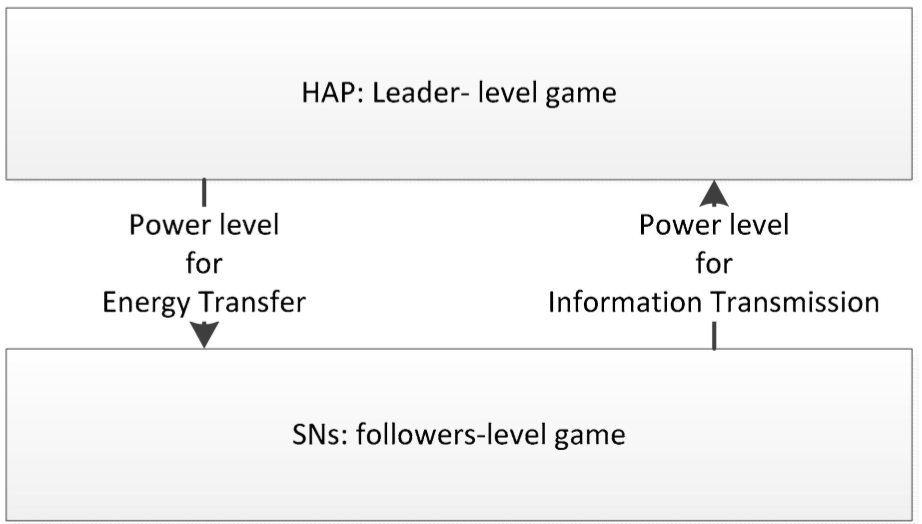 HAP: Leader- level game
Power level
for
Energy Transfer
Power level
for
Information Transmission
SNs: followers-level game